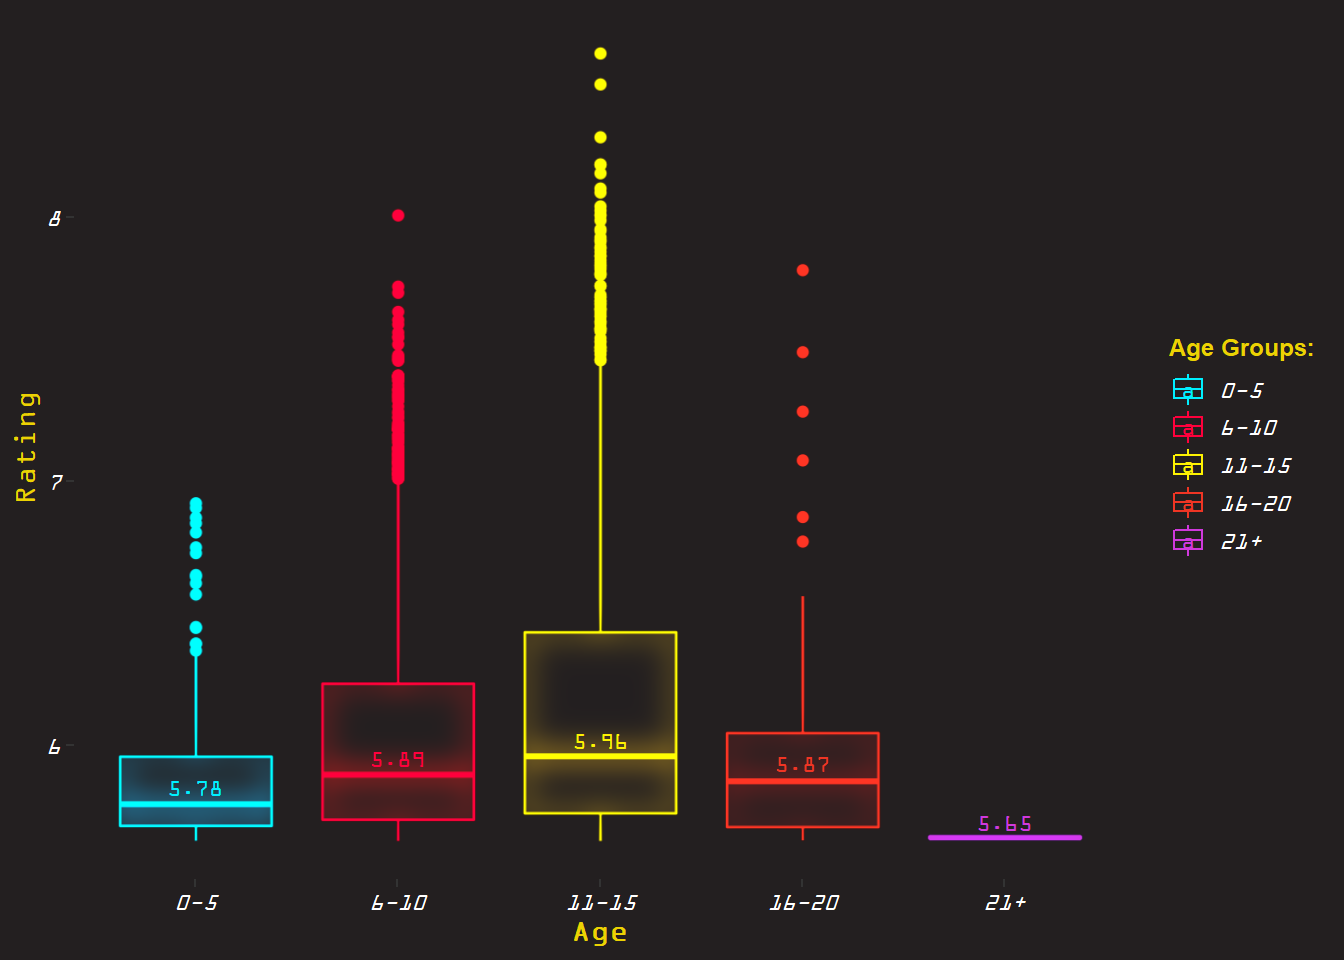 8
7
6
Rating
5.78
5.89
5.96
5.87
5.65
0-5
6-10
11-15
16-20
21+
Age
Age Groups:
a 0-5
a 6-10
a 11-15
a 16-20
a 21+